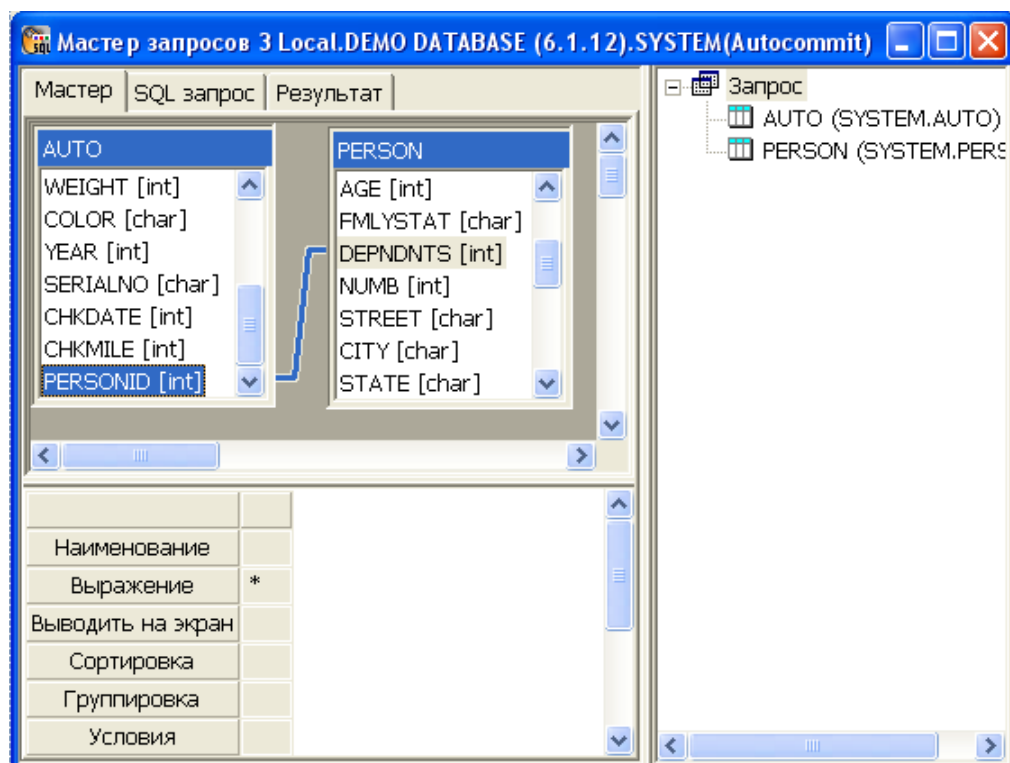 Мастер запросов 3 Local.DEMO DATABASE (6.1.12).SYSTEM(Autocommit)
Мастер SQL запрос Результат
AUTO
WEIGHT [int]
COLOR [char]
YEAR [int]
SERIALNO [char]
CHKDATE [int]
CHKMILE [int]
PERSONID [int]
PERSON
AGE [int]
FMLYSTAT [char]
DEPNDNTS [int]
NUMB [int]
STREET [char]
CITY [char]
STATE [char]
Запрос
AUTO (SYSTEM.AUTO)
PERSON (SYSTEM.PERS
Наименование
Выражение *
Выводить на экран
Сортировка
Группировка
Условия